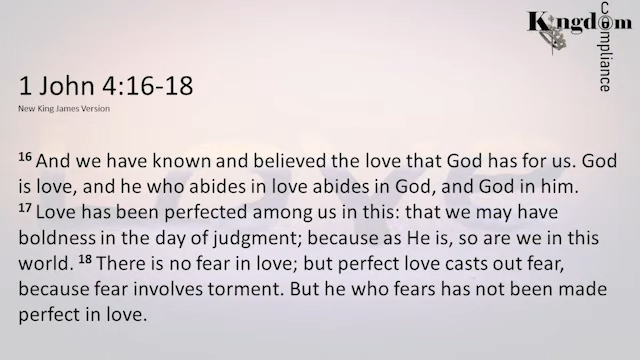 Kingdom
Compliance
1 John 4:16-18
New King James Version
16 And we have known and believed the love that God has for us. God
is love, and he who abides in love abides in God, and God in him.
17 Love has been perfected among us in this: that we may have
boldness in the day of judgment; because as He is, so are we in this
world. 18 There is no fear in love; but perfect love casts out fear,
because fear involves torment. But he who fears has not been made
perfect in love.
LOVE